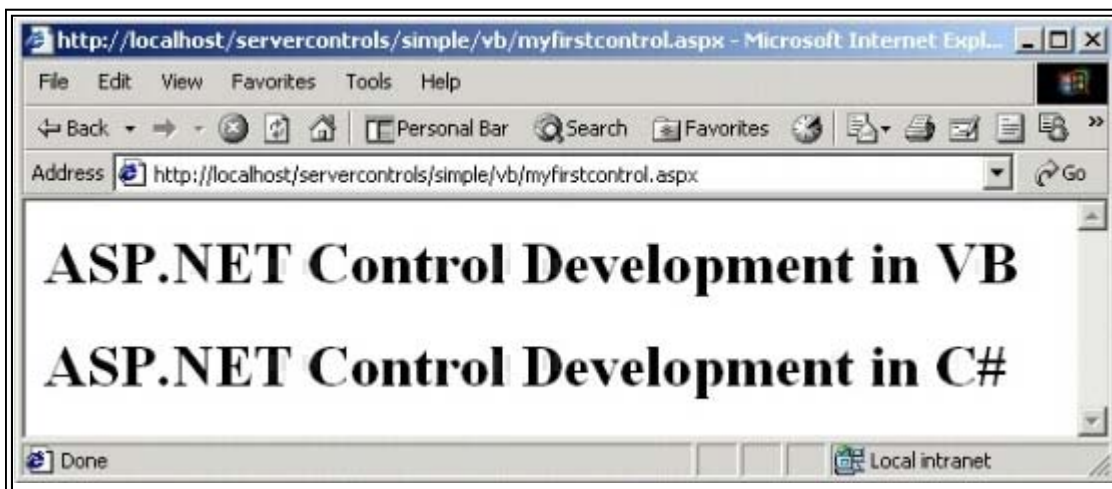 http://localhost/servercontrols/simple/vb/myfirstcontrol.aspx - Microsoft Internet Expl...
File Edit View Favorites Tools Help
Back Personal Bar Search Favorites »
Address http://localhost/servercontrols/simple/vb/myfirstcontrol.aspx Go
ASP.NET Control Development in VB
ASP.NET Control Development in C#
Done Local intranet